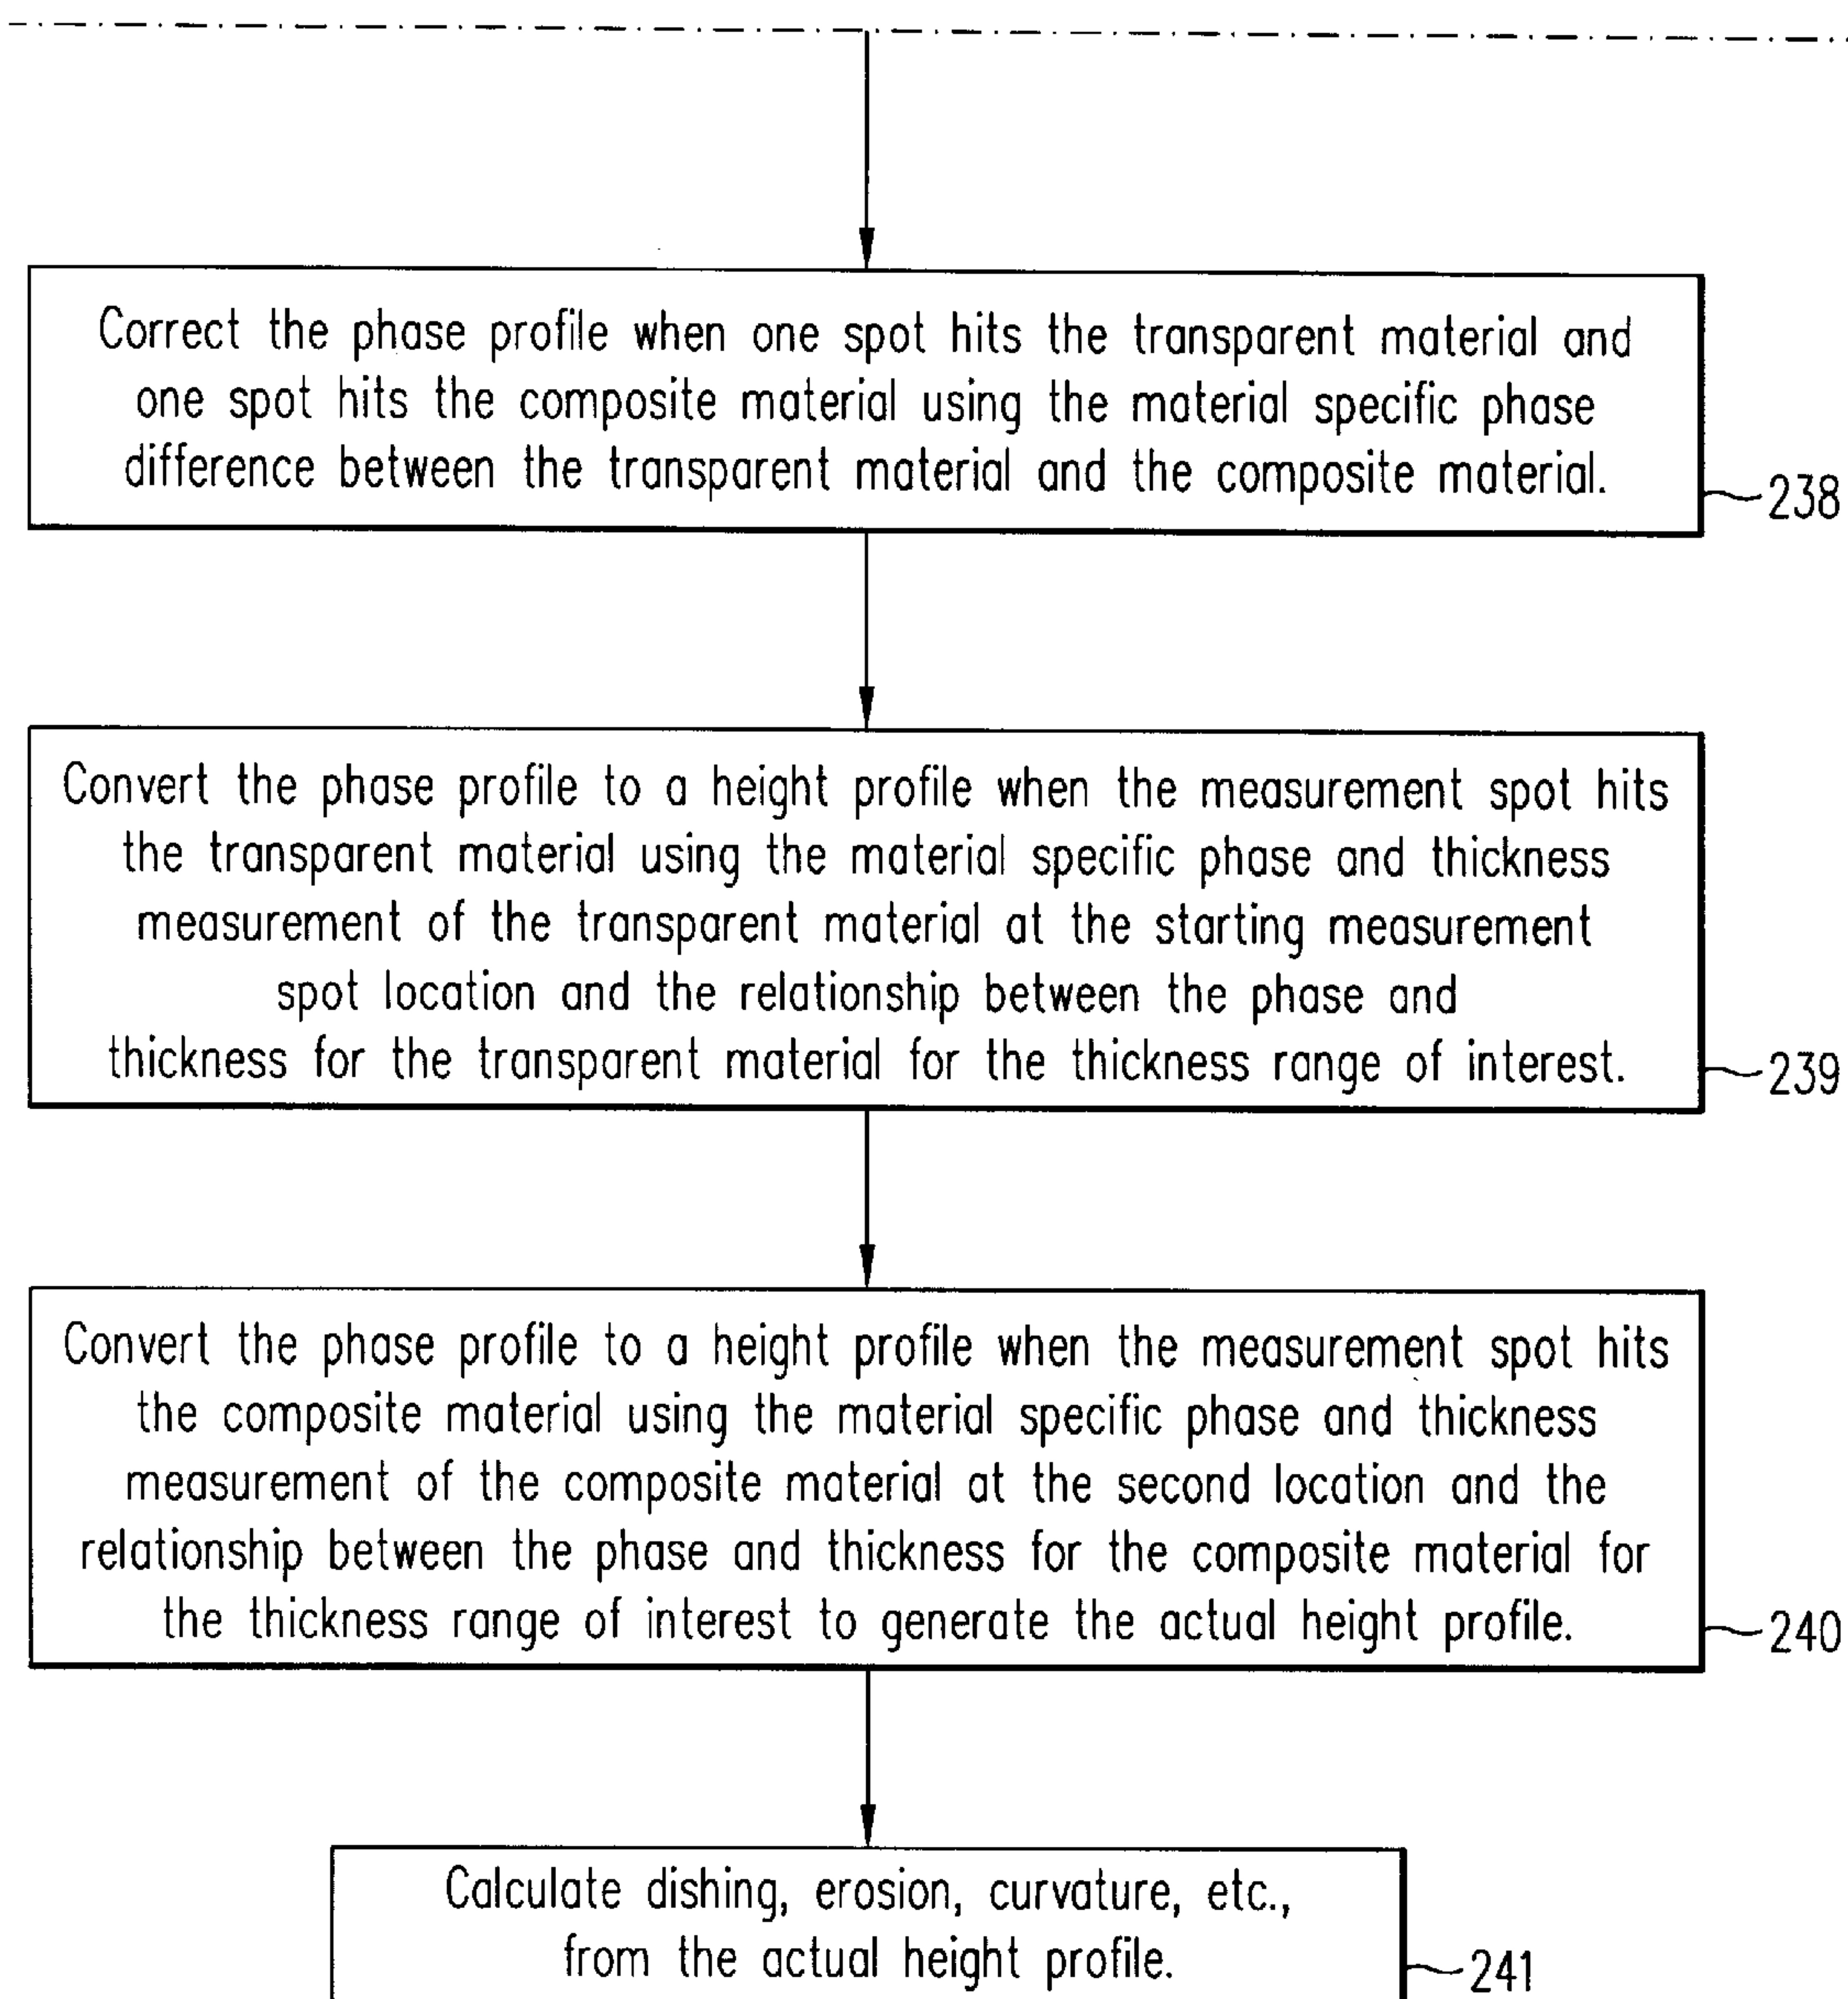 Correct the phase profile when one spot hits the transparent material and
one spot hits the composite material using the material specific phase
difference between the transparent material and the composite material.
238
Convert the phase profile to a height profile when the measurement spot hits
the transparent material using the material specific phase and thickness
measurement of the transparent material at the starting measurement
spot location and the relationship between the phase and
thickness for the transparent material for the thickness range of interest.
239
Convert the phase profile to a height profile when the measurement spot hits
the composite material using the material specific phase and thickness
measurement of the composite material at the second location and the
relationship between the phase and thickness for the composite material for
the thickness range of interest to generate the actual height profile.
240
Calculate dishing, erosion, curvature, etc.,
from the actual height profile.
241